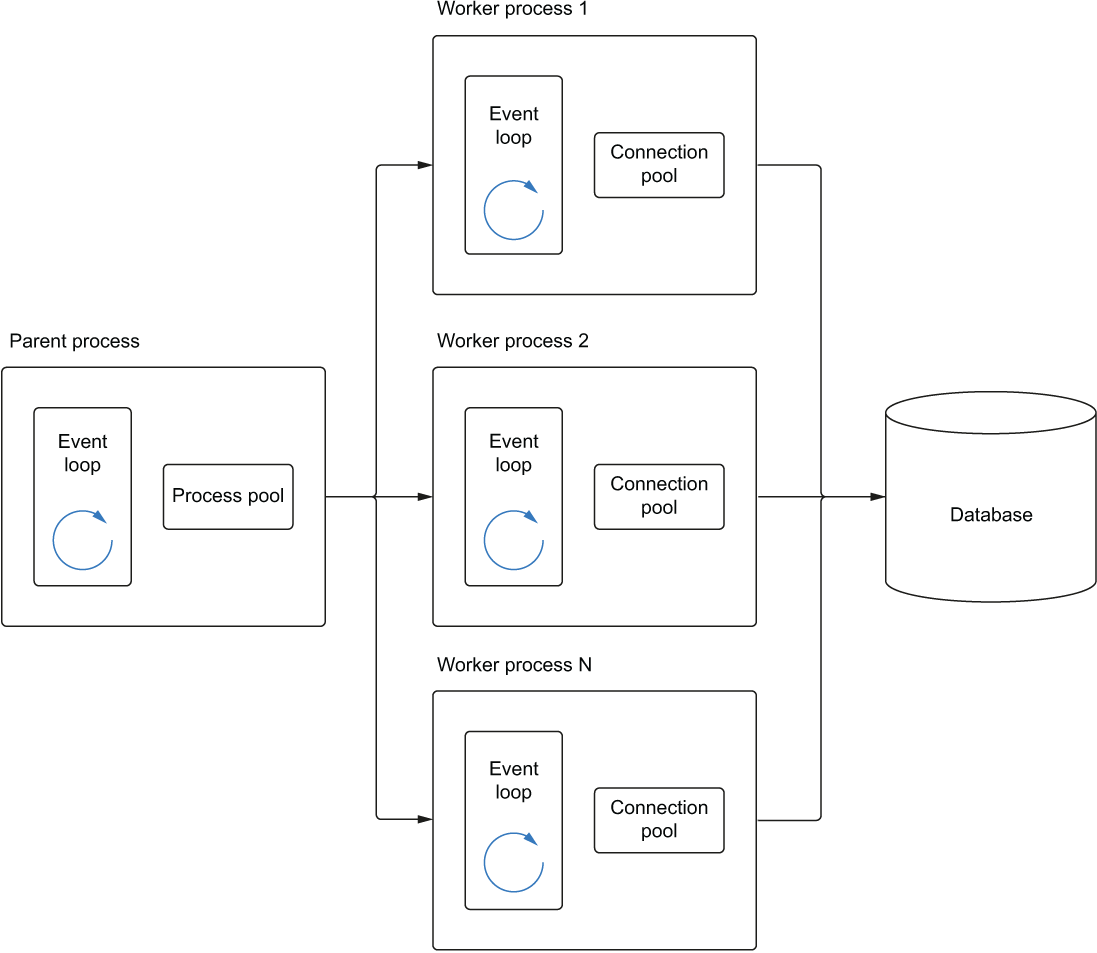 Worker process 1
Event
loop
Connection
pool
Parent process
Event
loop
Process pool
Worker process 2
Event
loop
Connection
pool
Database
Worker process N
Event
loop
Connection
pool